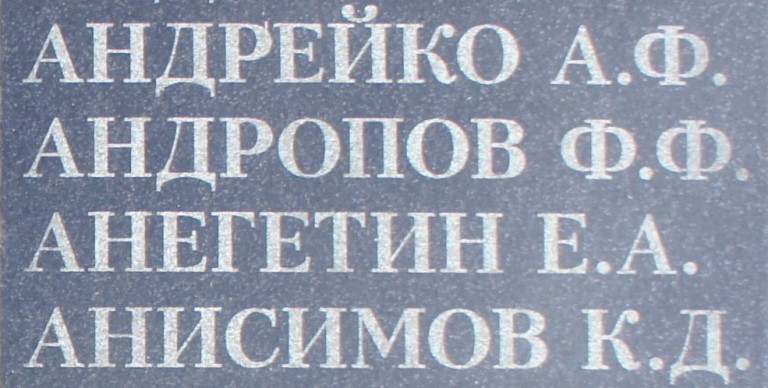 АНДРЕЙКО А.Ф.
АНДРОПОВ Ф.Ф.
АНЕГЕТИН Е.А.
АНИСИМОВ К.Д.